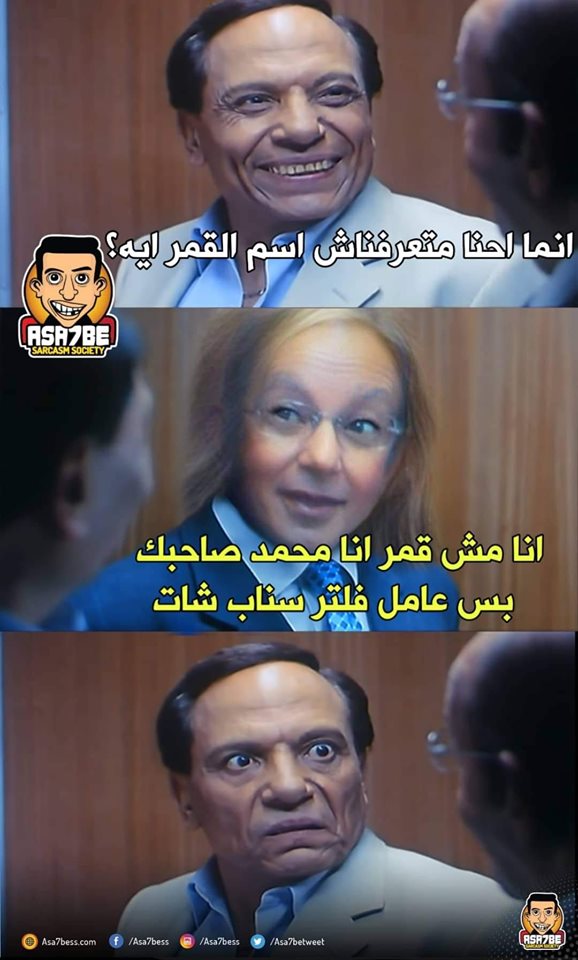 انما احنا متعرفناش اسم القمر ايه؟
ASA7BE
SARCASM SOCIETY
انا مش قمر انا محمد صاحبك
بس عامل فلتر سناب شات
Asa7bess.com
/Asa7bess
/Asa7bess
/Asa7betweet
ASA7BE
SARCASM SOCIETY